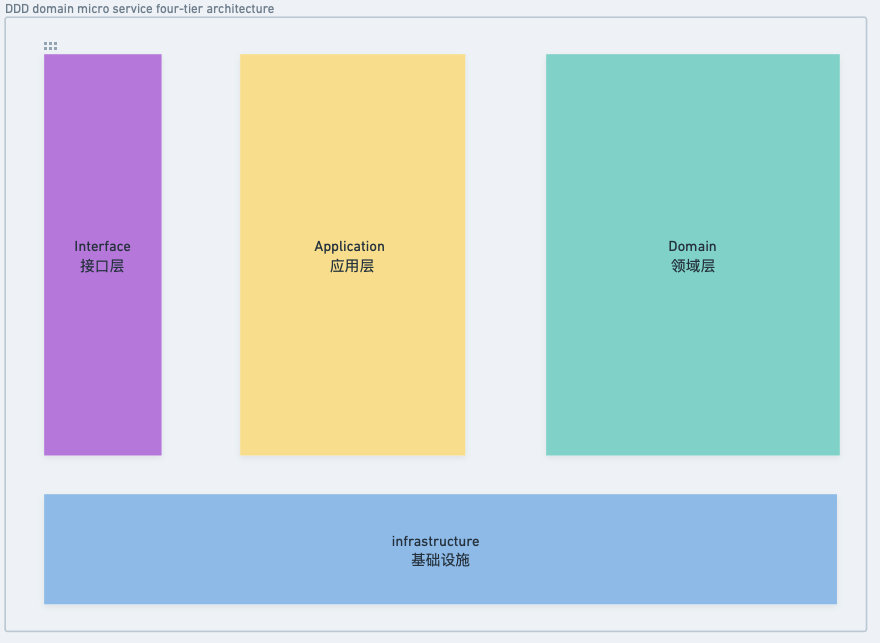 DDD domain micro service four-tier architecture
Interface
接口层
Application
应用层
Domain
领域层
infrastructure
基础设施